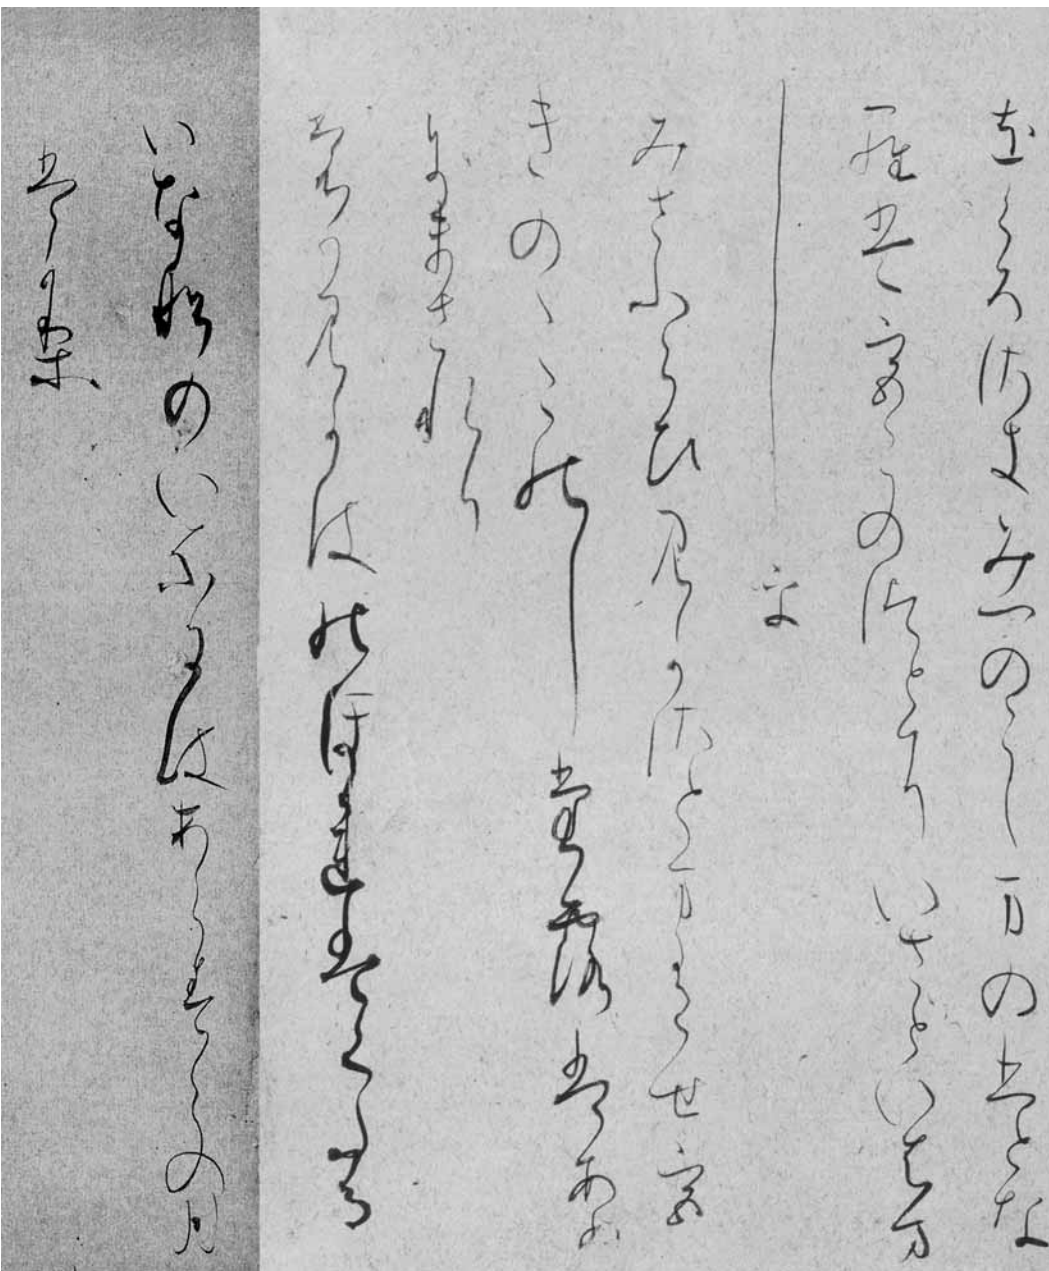 をくろさきみつのこしまのひとな
らはみやこのつとにいさといはま
しを
みさふらひみかさとまうせ宮
きのゝこのしたつゆはあめ
にまされり
もかみかはのほれはくたる
いな船のいなにはあらすこの月
はかり